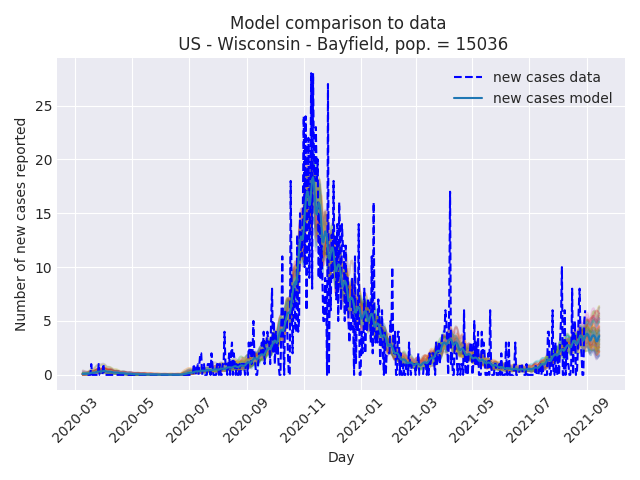 Model comparison to data
US - Wisconsin - Bayfield, pop. = 15036
new cases data
new cases model
Number of new cases reported
25
20
15
10
5
0
2020-03
2020-05
2020-07
2020-09
2020-11
2021-01
2021-03
2021-05
2021-07
2021-09
Day